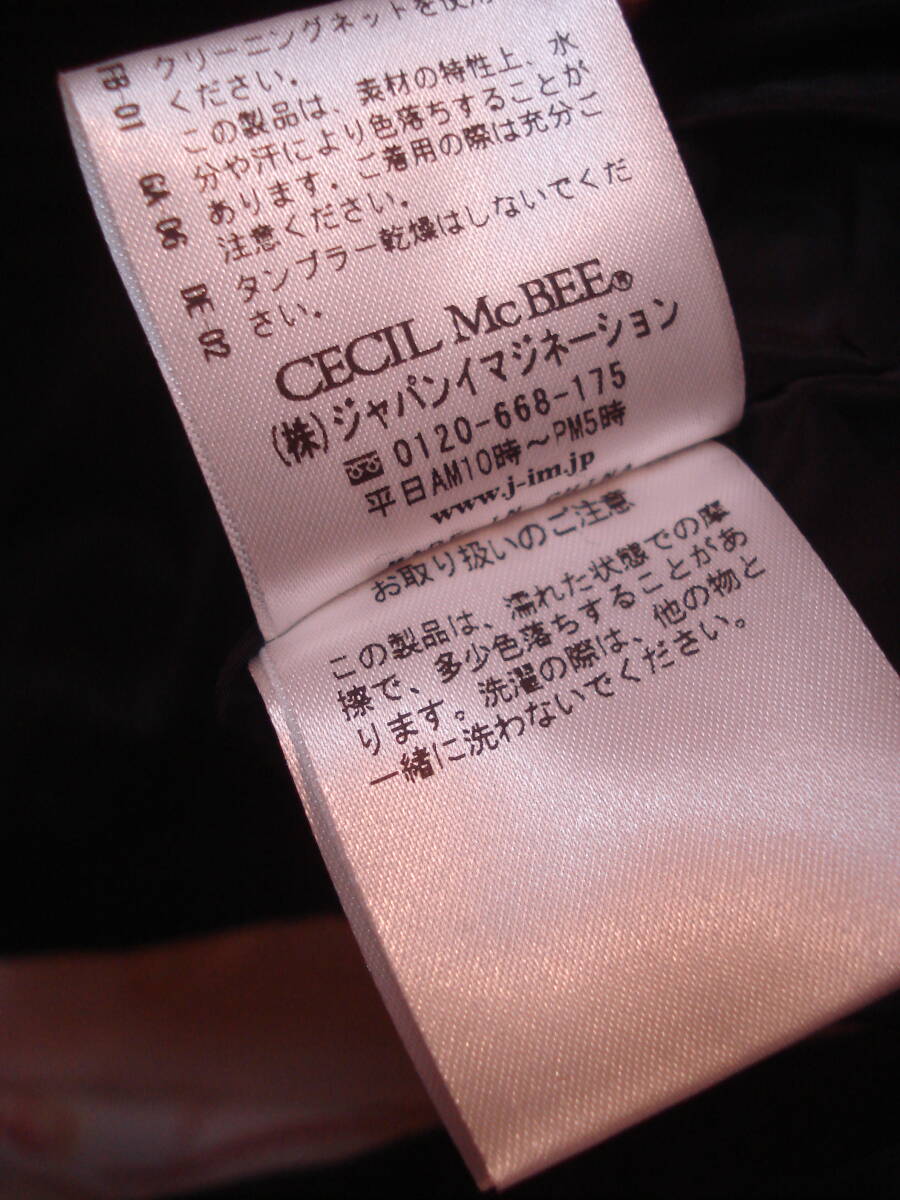 クリーニングネットを使用
FB 01
ください。
この製品は、素材の特性上、水
分や汗により色落ちすることが
GA 06
あります。ご着用の際は充分ご
注意ください。
DE 02
タンブラー乾燥はしないでくだ
さい。
CECIL McBEE®
(株)ジャパンイマジネーション
0120-668-175
平日AM10時～PM5時
www.j-im.jp
お取り扱いのご注意
この製品は、濡れた状態での摩
擦で、多少色落ちすることがあ
ります。洗濯の際は、他の物と
一緒に洗わないでください。